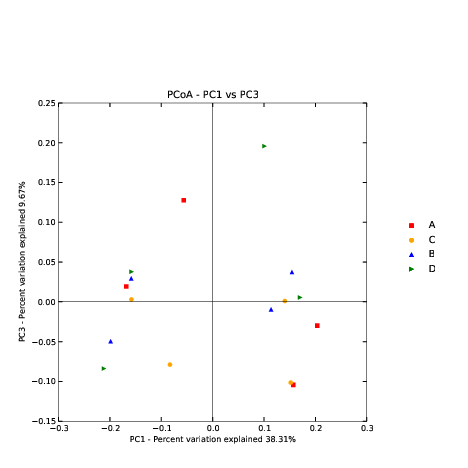 PCoA - PC1 vs PC3
0.25
0.20
0.15
0.10
0.05
0.00
−0.05
−0.10
−0.15
−0.3
−0.2
−0.1
0.0
0.1
0.2
0.3
PC3 - Percent variation explained 9.67%
PC1 - Percent variation explained 38.31%
A
C
B
D